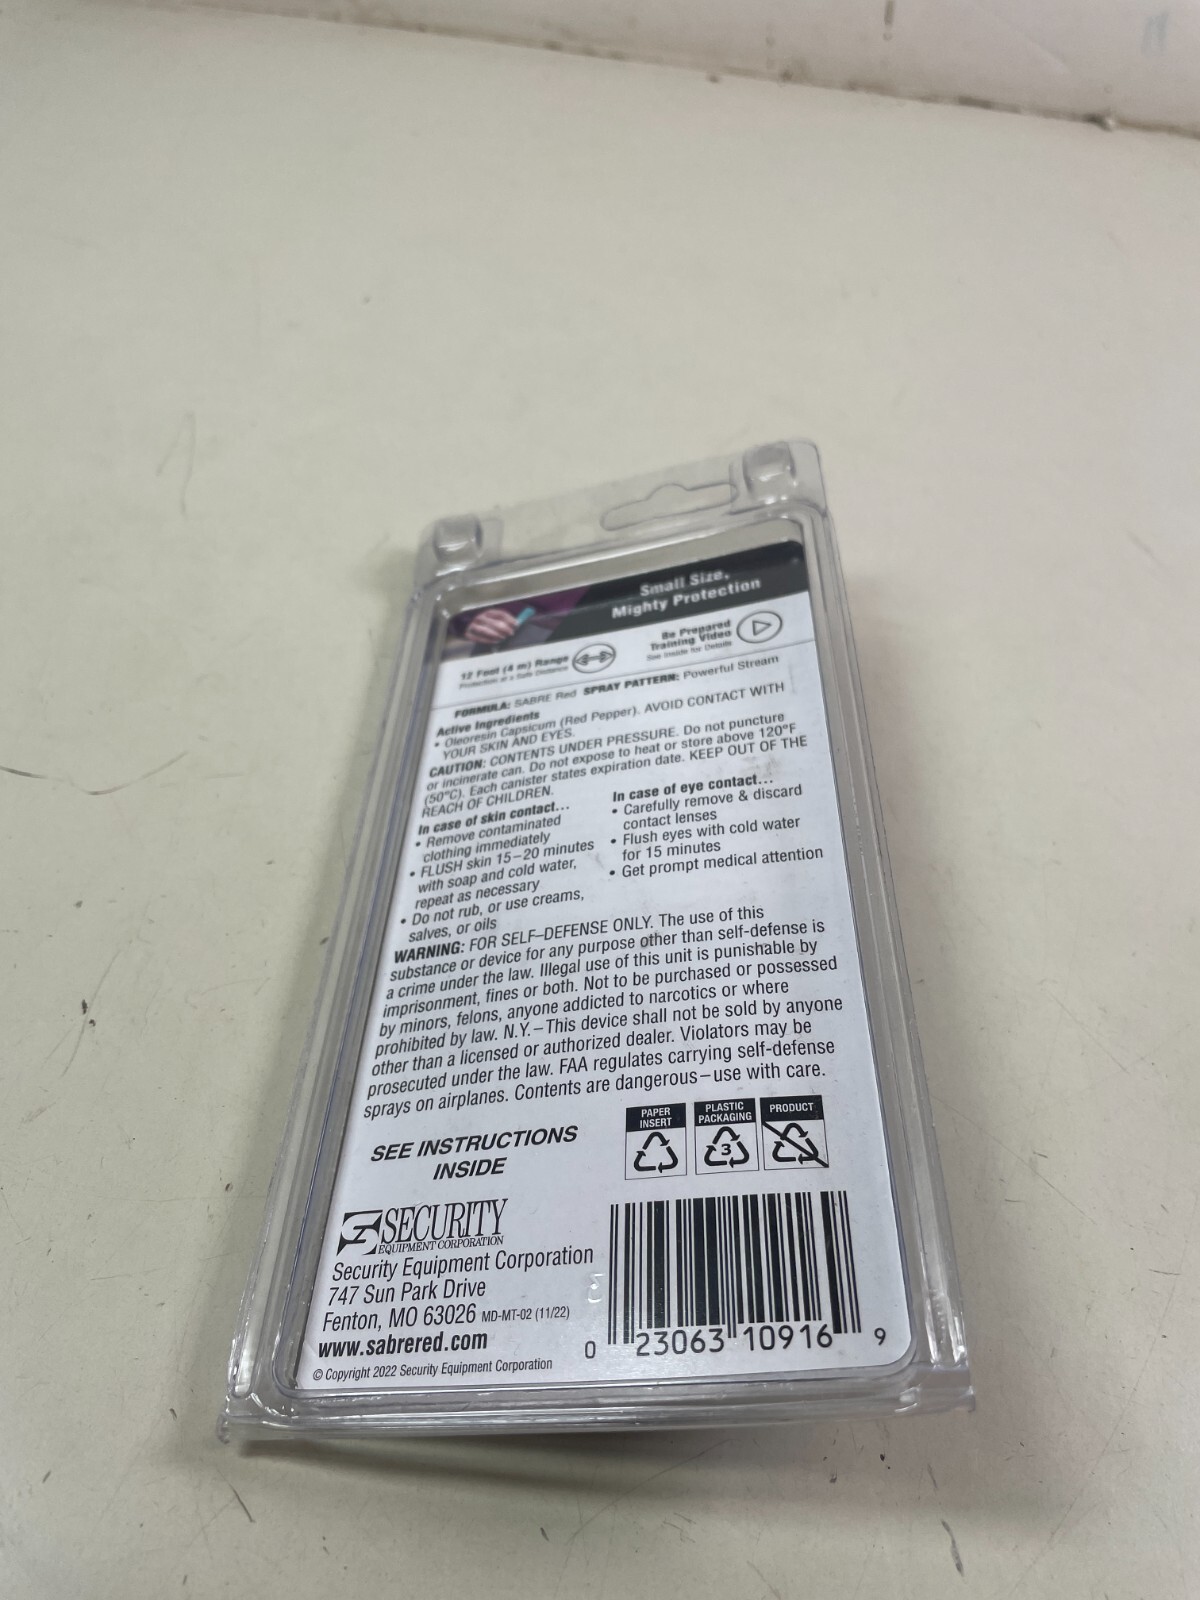 Small Size,
Mighty Protection
12 Foot (4 m) Range
Protection at a Safe Distance
Be Prepared
Training Video
See Inside for Details
FORMULA: SABRE Red SPRAY PATTERN: Powerful Stream
Active Ingredients
• Oleoresin Capsicum (Red Pepper). AVOID CONTACT WITH
YOUR SKIN AND EYES.
CAUTION: CONTENTS UNDER PRESSURE. Do not puncture
or incinerate can. Do not expose to heat or store above 120°F
(50°C). Each canister states expiration date. KEEP OUT OF THE
REACH OF CHILDREN.
In case of skin contact...
• Remove contaminated
clothing immediately
• FLUSH skin 15–20 minutes
with soap and cold water,
repeat as necessary
• Do not rub, or use creams,
salves, or oils
In case of eye contact...
• Carefully remove & discard
contact lenses
• Flush eyes with cold water
for 15 minutes
• Get prompt medical attention
WARNING: FOR SELF–DEFENSE ONLY. The use of this
substance or device for any purpose other than self-defense is
a crime under the law. Illegal use of this unit is punishable by
imprisonment, fines or both. Not to be purchased or possessed
by minors, felons, anyone addicted to narcotics or where
prohibited by law. N.Y.–This device shall not be sold by anyone
other than a licensed or authorized dealer. Violators may be
prosecuted under the law. FAA regulates carrying self-defense
sprays on airplanes. Contents are dangerous–use with care.
SEE INSTRUCTIONS
INSIDE
PAPER
INSERT
PLASTIC
PACKAGING
3
PRODUCT
SECURITY
EQUIPMENT CORPORATION
Security Equipment Corporation
747 Sun Park Drive
Fenton, MO 63026 MD-MT-02 (11/22)
www.sabrered.com
© Copyright 2022 Security Equipment Corporation
0 23063 10916 9